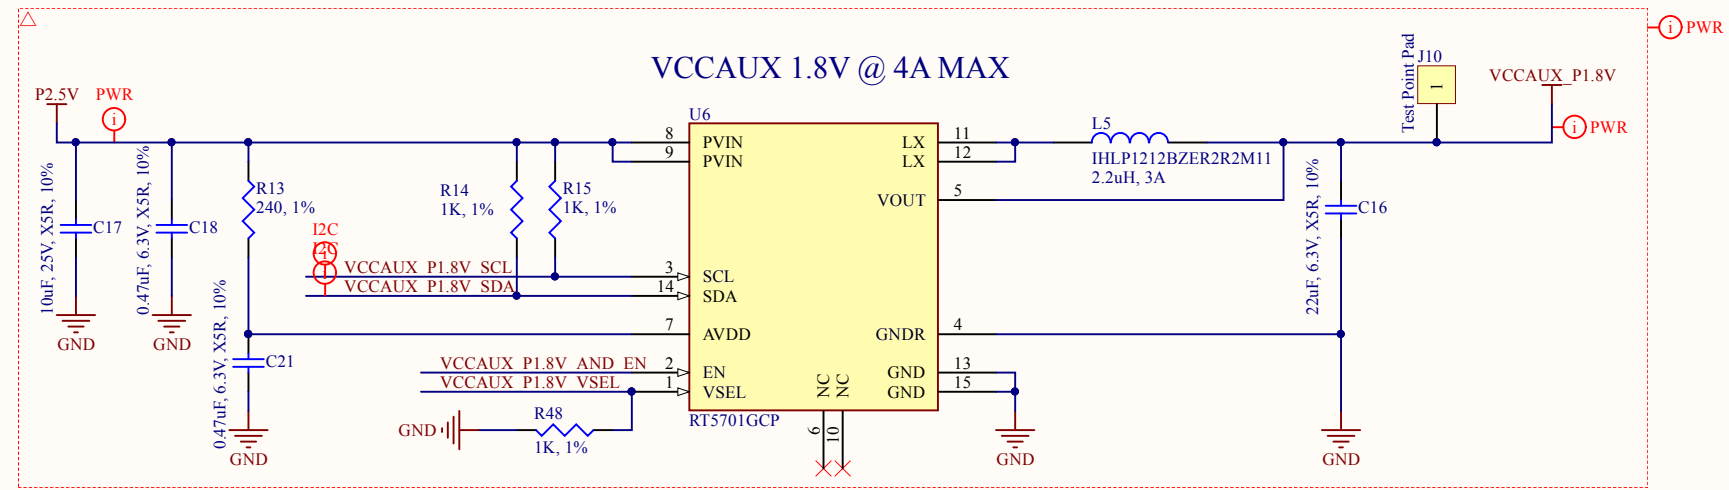 PWR
VCCAUX 1.8V @ 4A MAX
P2.5V
PWR
Test Point Pad
J10
1
VCCAUX_P1.8V
PWR
U6
8
PVIN
9
PVIN
LX
11
LX
12
VOUT
5
L5
IHLP1212BZER2R2M11
2.2uH, 3A
10uF, 25V, X5R, 10%
C17
0.47uF, 6.3V, X5R, 10%
C18
R13
240, 1%
R14
1K, 1%
R15
1K, 1%
22uF, 6.3V, X5R, 10%
C16
I2C
I2C
VCCAUX_P1.8V_SCL
3
SCL
VCCAUX_P1.8V_SDA
14
SDA
GND
GND
7
AVDD
GNDR
4
0.47uF, 6.3V, X5R, 10%
C21
VCCAUX_P1.8V_AND_EN
2
EN
GND
13
VCCAUX_P1.8V_VSEL
1
VSEL
GND
15
NC
NC
6
10
RT5701GCP
GND
R48
1K, 1%
GND
GND
GND